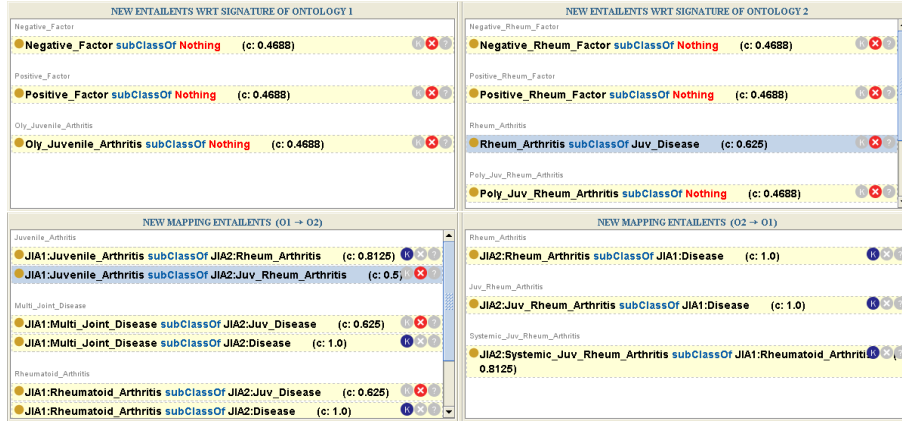 NEW ENTAILENTS WRT SIGNATURE OF ONTOLOGY 1
Negative_Factor
Negative_Factor subClassOf Nothing (c: 0.4688) K ?
Positive_Factor
Positive_Factor subClassOf Nothing (c: 0.4688) K ?
Oly_Juvenile_Arthitis
Oly_Juvenile_Arthitis subClassOf Nothing (c: 0.4688) K ?
NEW ENTAILENTS WRT SIGNATURE OF ONTOLOGY 2
Negative_Rheum_Factor
Negative_Rheum_Factor subClassOf Nothing (c: 0.4688) K ?
Positive_Rheum_Factor
Positive_Rheum_Factor subClassOf Nothing (c: 0.4688) K ?
Rheum_Arthritis
Rheum_Arthritis subClassOf Juv_Disease (c: 0.625) K ?
Poly_Juv_Rheum_Arthritis
Poly_Juv_Rheum_Arthritis subClassOf Nothing (c: 0.4688) K ?
NEW MAPPING ENTAILENTS (O1 → O2)
Juvenile_Arthritis
JIA1:Juvenile_Arthritis subClassOf JIA2:Rheum_Arthritis (c: 0.8125) K ?
JIA1:Juvenile_Arthritis subClassOf JIA2:Juv_Rheum_Arthritis (c: 0.5) K ?
Multi_Joint_Disease
JIA1:Multi_Joint_Disease subClassOf JIA2:Juv_Disease (c: 0.625) K ?
JIA1:Multi_Joint_Disease subClassOf JIA2:Disease (c: 1.0) K ?
Rheumatoid_Arthritis
JIA1:Rheumatoid_Arthritis subClassOf JIA2:Juv_Disease (c: 0.625) K ?
JIA1:Rheumatoid_Arthritis subClassOf JIA2:Disease (c: 1.0) K ?
NEW MAPPING ENTAILENTS (O2 → O1)
Rheum_Arthritis
JIA2:Rheum_Arthritis subClassOf JIA1:Disease (c: 1.0) K
Juv_Rheum_Arthritis
JIA2:Juv_Rheum_Arthritis subClassOf JIA1:Disease (c: 1.0) K
Systemic_Juv_Rheum_Arthritis
JIA2:Systemic_Juv_Rheum_Arthritis subClassOf JIA1:Rheumatoid_Arthriti K (
0.8125)